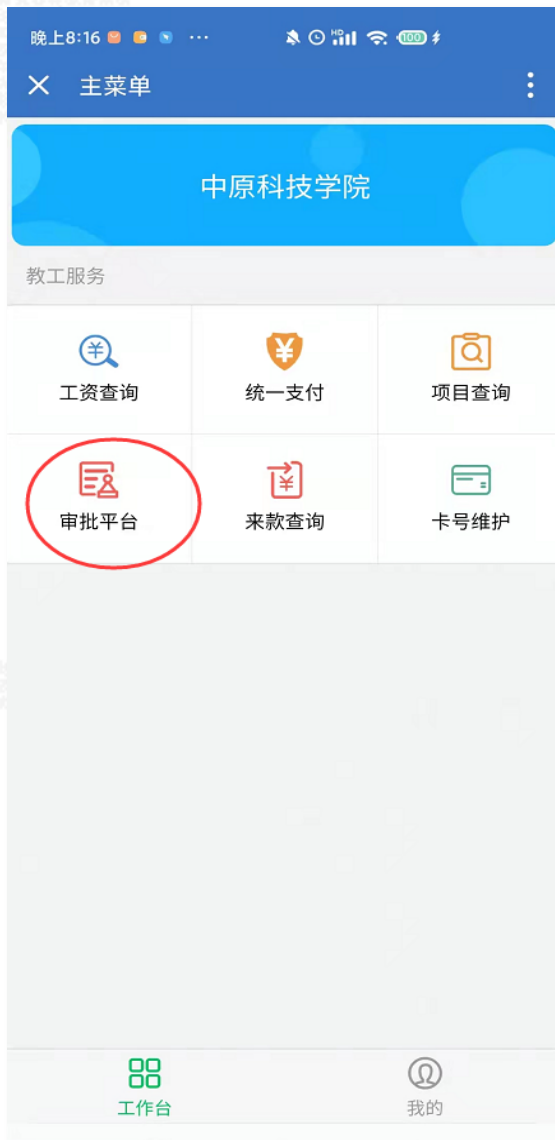 晚上8:16 ... HD 100
主菜单
中原科技学院
教工服务
工资查询 统一支付 项目查询
审批平台 来款查询 卡号维护
工作台 我的